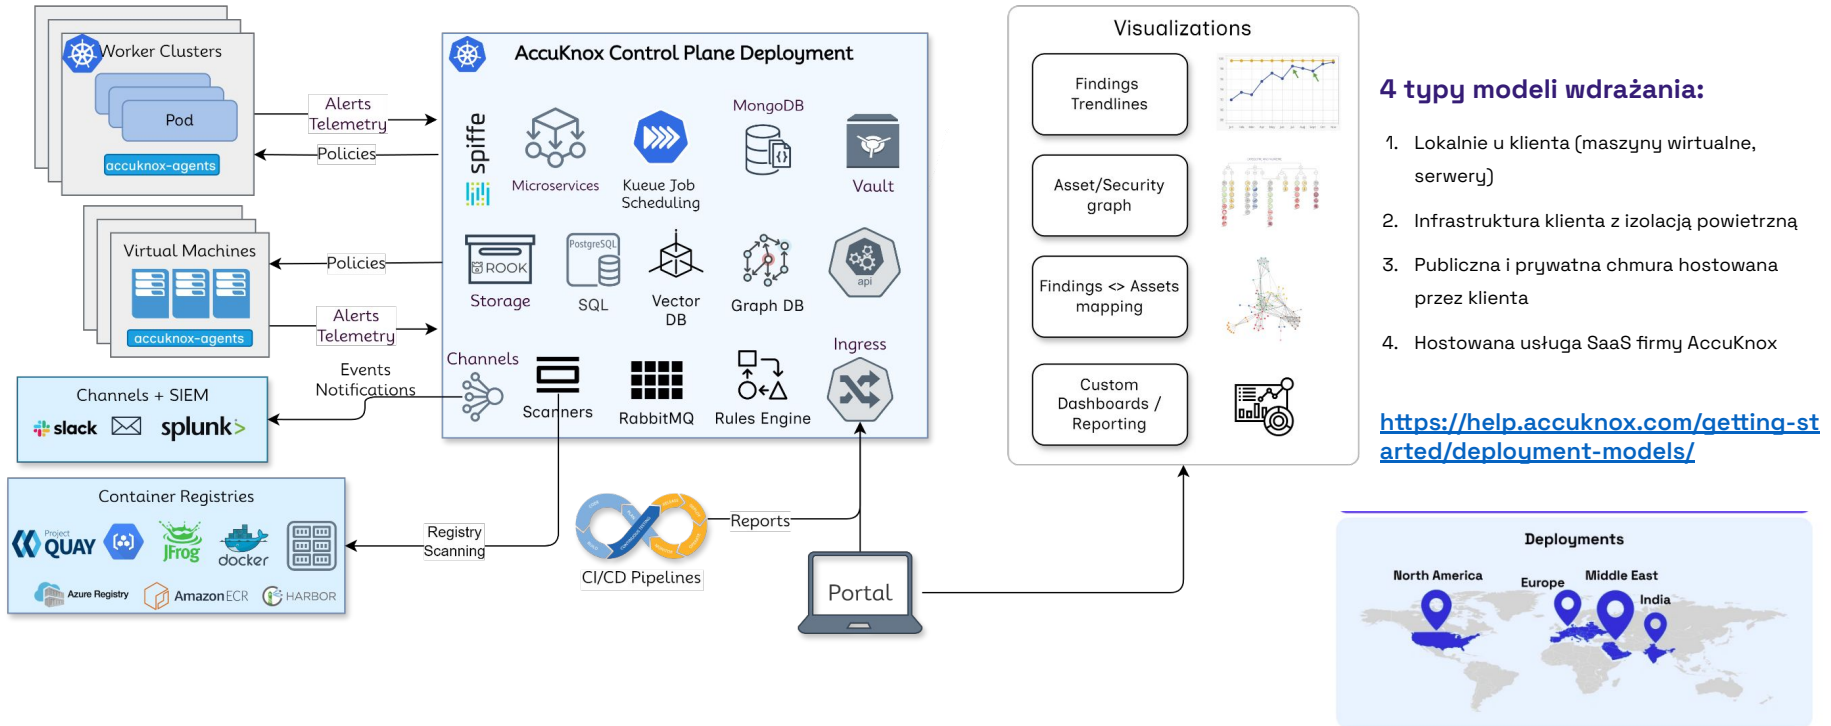 Worker Clusters
Pod
accuknox-agents
Alerts
Telemetry
Policies
Virtual Machines
accuknox-agents
Policies
Alerts
Telemetry
Events
Notifications
Channels + SIEM
slack
splunk>
Container Registries
Project
QUAY
JFrog
docker
Azure Registry
Amazon ECR
HARBOR
Registry
Scanning
AccuKnox Control Plane Deployment
spiffe
Microservices
Kueue Job
Scheduling
MongoDB
Vault
ROOK
Storage
PostgreSQL
SQL
Vector
DB
Graph DB
api
Channels
Scanners
RabbitMQ
Rules Engine
Ingress
CI/CD Pipelines
Reports
Portal
Visualizations
Findings
Trendlines
Asset/Security
graph
Findings <> Assets
mapping
Custom
Dashboards /
Reporting
4 typy modeli wdrażania:
1. Lokalnie u klienta (maszyny wirtualne,
serwery)
2. Infrastruktura klienta z izolacją powietrzną
3. Publiczna i prywatna chmura hostowana
przez klienta
4. Hostowana usługa SaaS firmy AccuKnox
https://help.accuknox.com/getting-st
arted/deployment-models/
Deployments
North America
Europe
Middle East
India